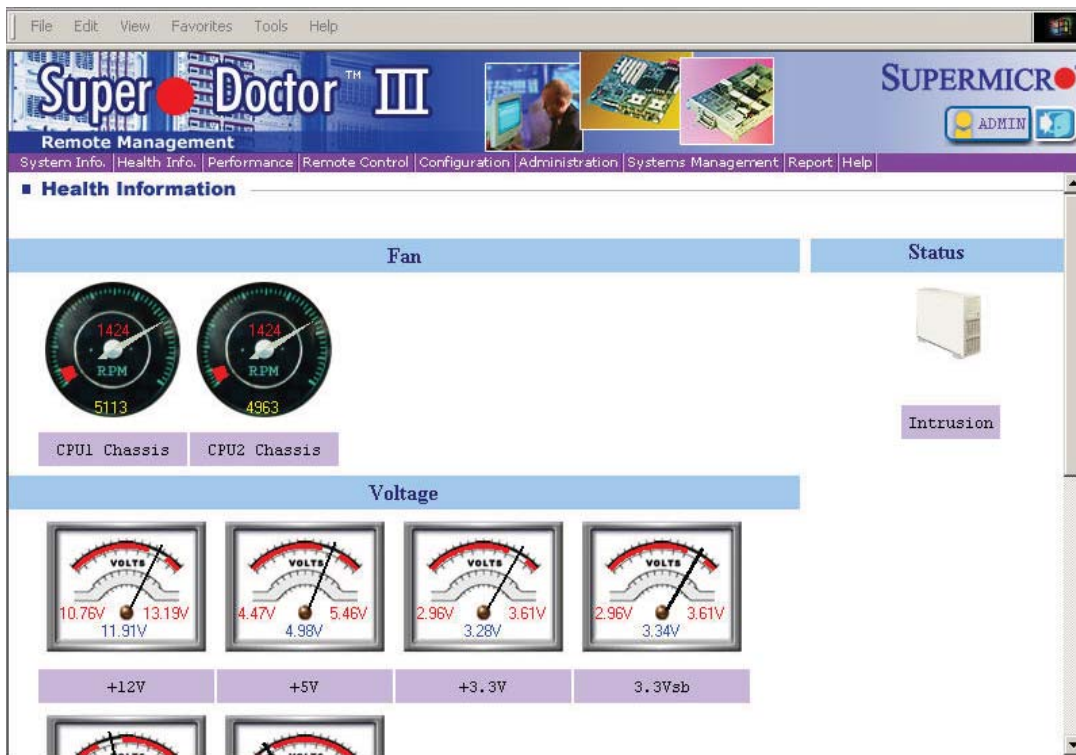 File Edit View Favorites Tools Help
Super Doctor™ III
SUPERMICR
ADMIN
Remote Management
System Info. Health Info. Performance Remote Control Configuration Administration Systems Management Report Help
Health Information
Fan
Status
1424 1424
RPM RPM
5113 4963
Intrusion
CPU1 Chassis CPU2 Chassis
Voltage
VOLTS VOLTS VOLTS VOLTS
10.76V 13.19V 4.47V 5.46V 2.96V 3.61V 2.96V 3.61V
11.91V 4.98V 3.28V 3.34V
+12V +5V +3.3V 3.3Vsb